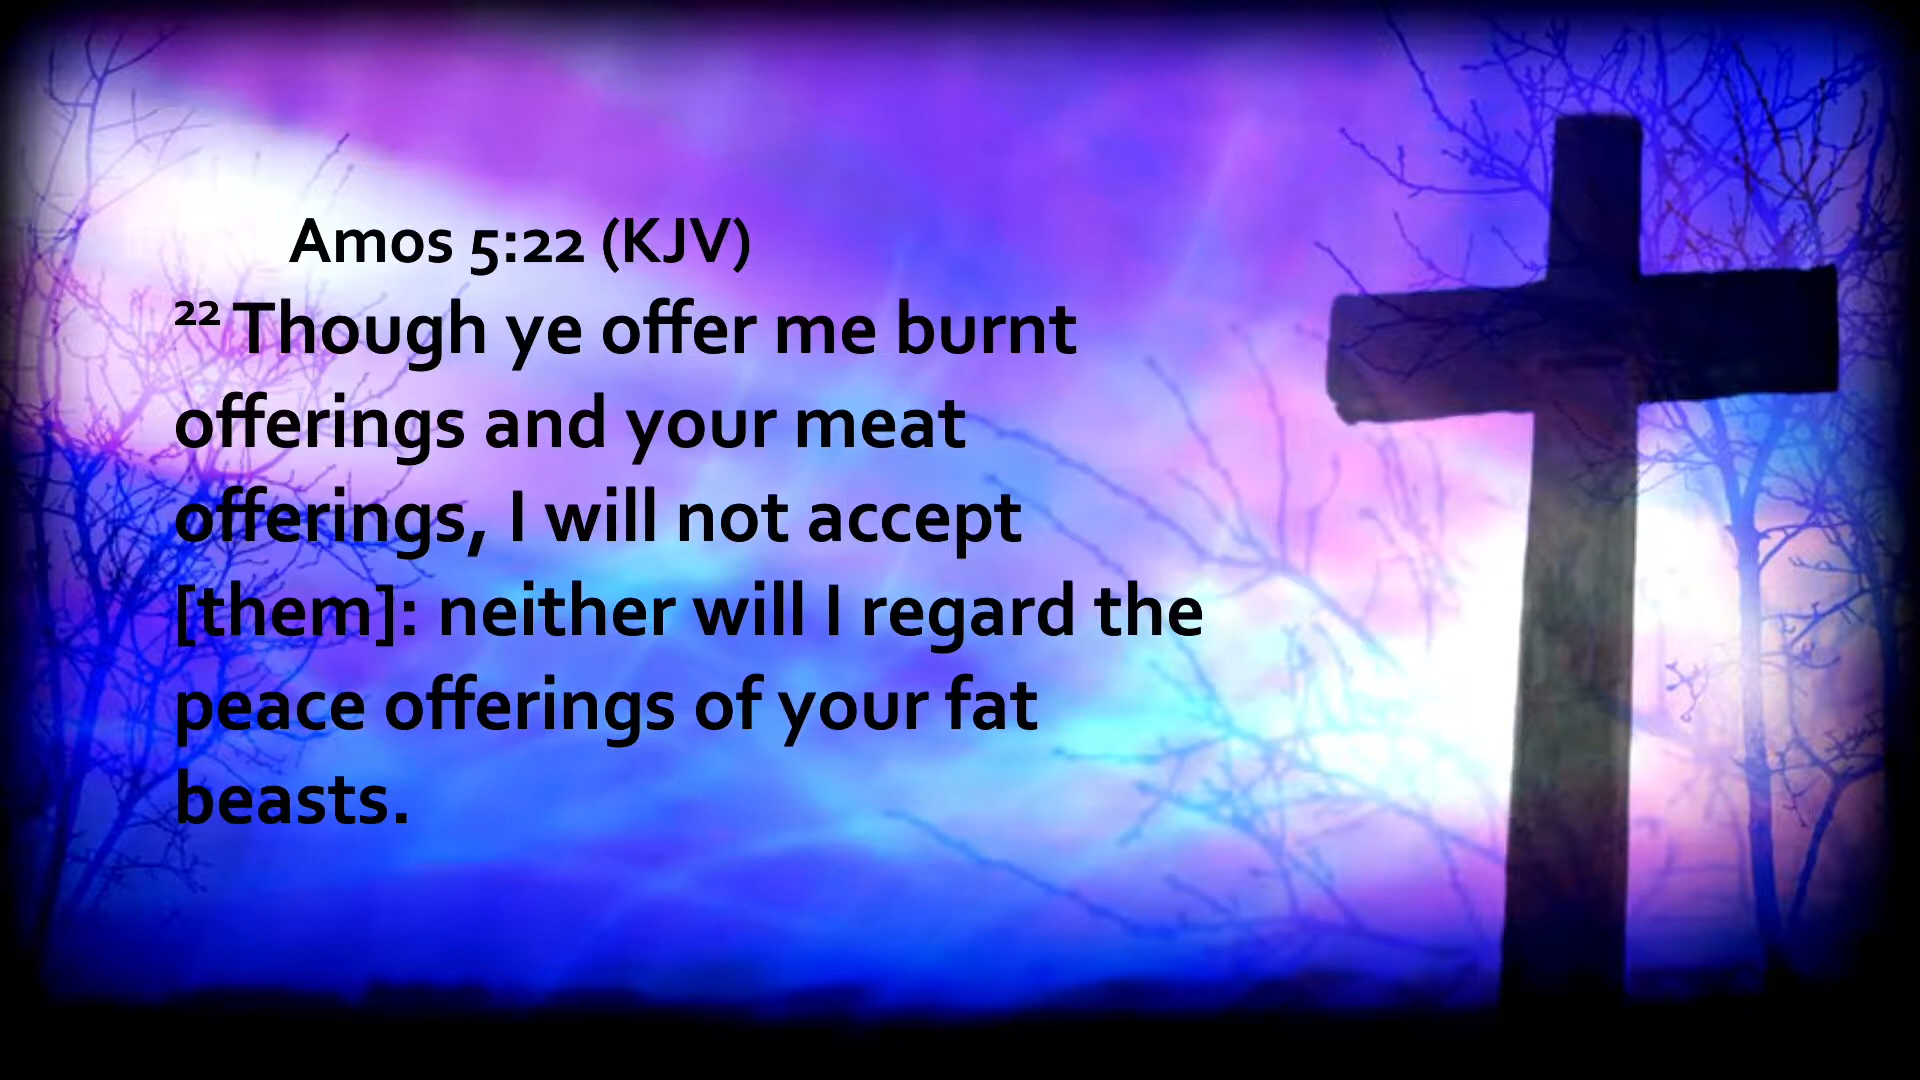 Amos 5:22 (KJV)
22 Though ye offer me burnt
offerings and your meat
offerings, I will not accept
[them]: neither will I regard the
peace offerings of your fat
beasts.